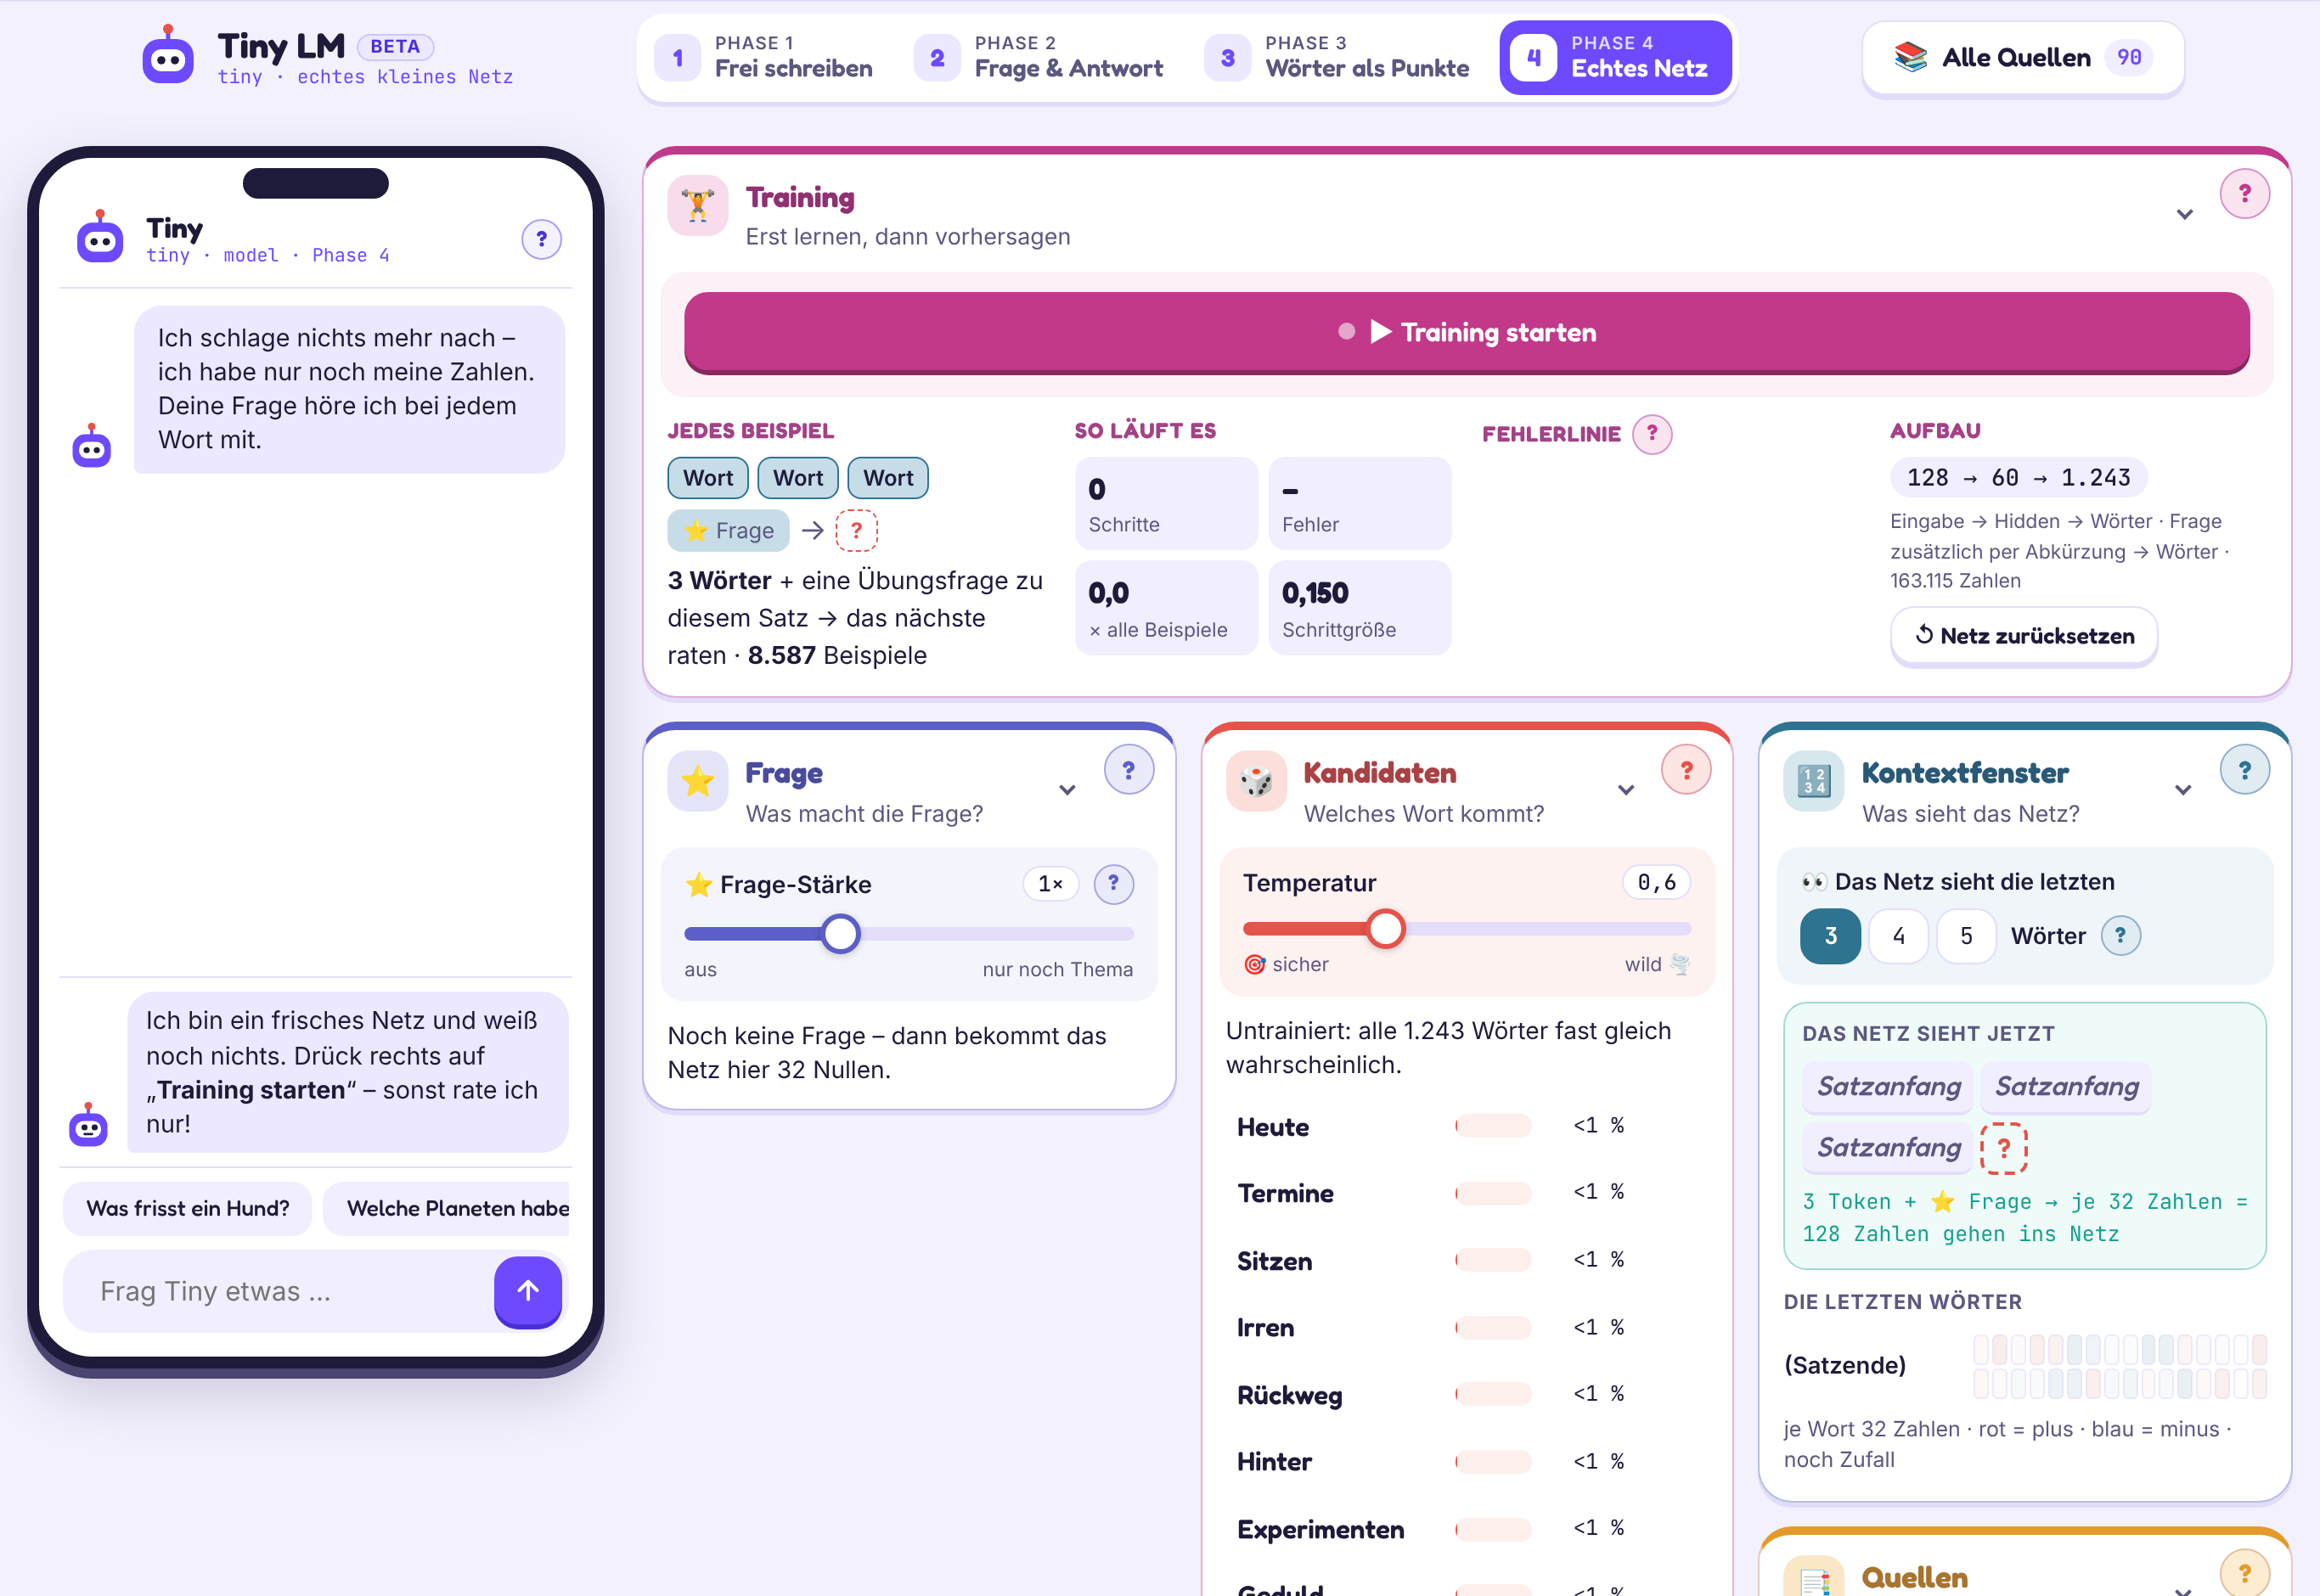 Tiny LM BETA
tiny · echtes kleines Netz
1 PHASE 1
Frei schreiben
2 PHASE 2
Frage & Antwort
3 PHASE 3
Wörter als Punkte
4 PHASE 4
Echtes Netz
📚 Alle Quellen 90
Tiny
tiny · model · Phase 4
?
Ich schlage nichts mehr nach –
ich habe nur noch meine Zahlen.
Deine Frage höre ich bei jedem
Wort mit.
Ich bin ein frisches Netz und weiß
noch nichts. Drück rechts auf
„Training starten“ – sonst rate ich
nur!
Was frisst ein Hund?
Welche Planeten habe
Frag Tiny etwas ...
Training
Erst lernen, dann vorhersagen
?
▶ Training starten
JEDES BEISPIEL
Wort Wort Wort
⭐ Frage → ?
3 Wörter + eine Übungsfrage zu
diesem Satz → das nächste
raten · 8.587 Beispiele
SO LÄUFT ES
0
Schritte
–
Fehler
0,0
× alle Beispiele
0,150
Schrittgröße
FEHLERLINIE ?
AUFBAU
128 → 60 → 1.243
Eingabe → Hidden → Wörter · Frage
zusätzlich per Abkürzung → Wörter ·
163.115 Zahlen
↺ Netz zurücksetzen
Frage
Was macht die Frage?
?
⭐ Frage-Stärke 1× ?
aus nur noch Thema
Noch keine Frage – dann bekommt das
Netz hier 32 Nullen.
Kandidaten
Welches Wort kommt?
?
Temperatur 0,6
🎯 sicher wild 🌪️
Untrainiert: alle 1.243 Wörter fast gleich
wahrscheinlich.
Heute <1 %
Termine <1 %
Sitzen <1 %
Irren <1 %
Rückweg <1 %
Hinter <1 %
Experimenten <1 %
Geduld <1 %
Kontextfenster
Was sieht das Netz?
?
👀 Das Netz sieht die letzten
3 4 5 Wörter ?
DAS NETZ SIEHT JETZT
Satzanfang Satzanfang
Satzanfang ?
3 Token + ⭐ Frage → je 32 Zahlen =
128 Zahlen gehen ins Netz
DIE LETZTEN WÖRTER
(Satzende)
je Wort 32 Zahlen · rot = plus · blau = minus ·
noch Zufall
Quellen
?